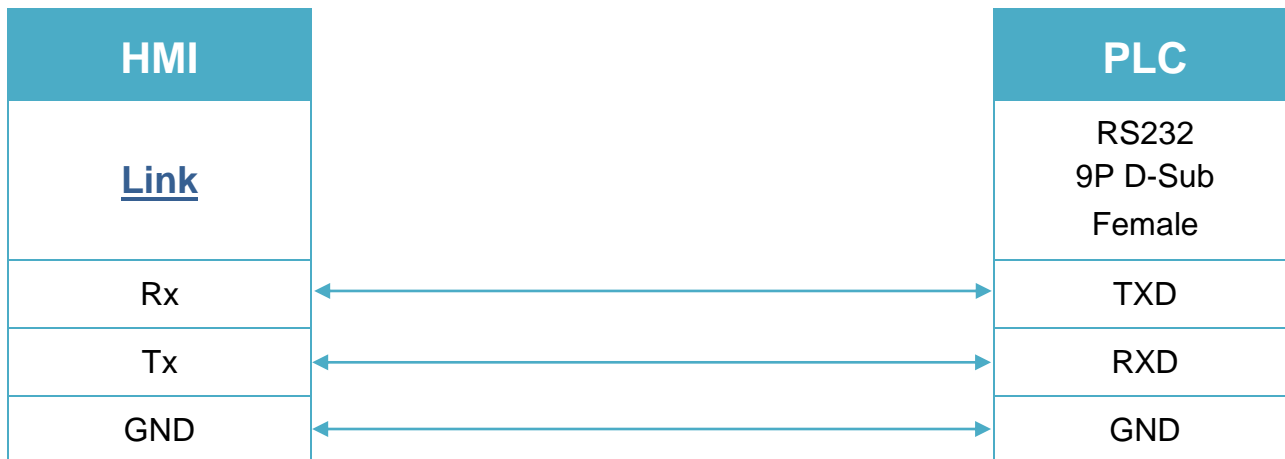 HMI
PLC
Link
RS232
9P D-Sub
Female
Rx
TXD
Tx
RXD
GND
GND